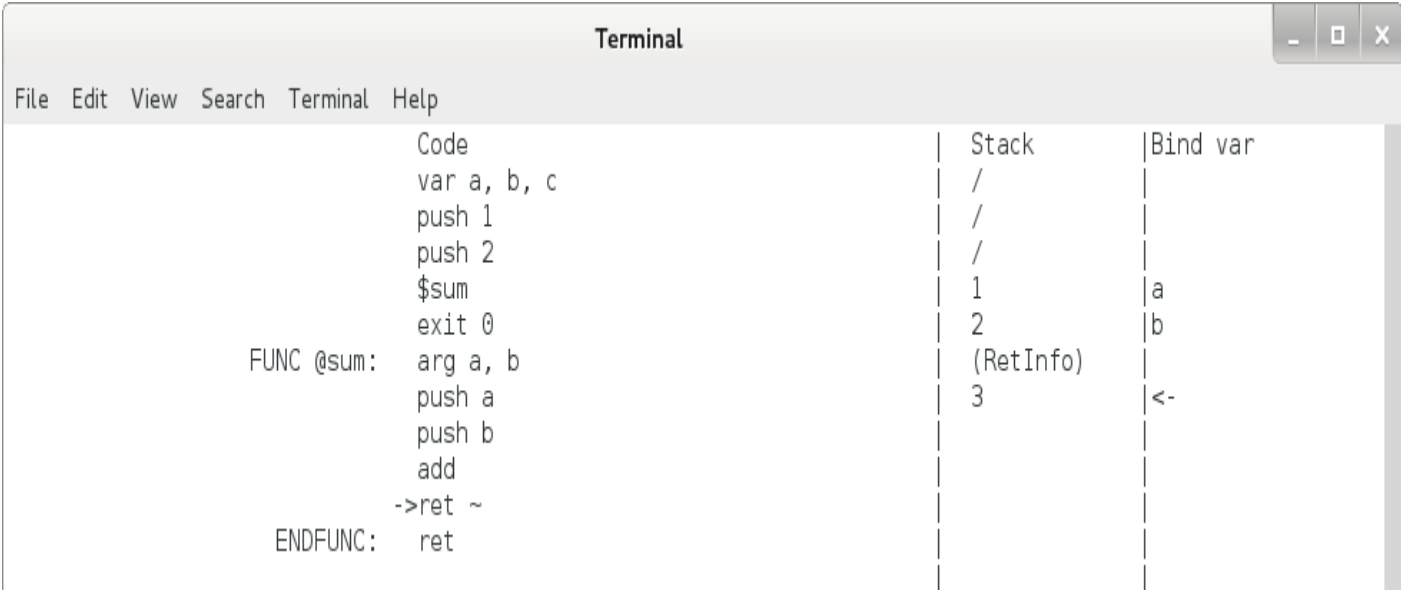 Terminal
File Edit View Search Terminal Help
Code | Stack |Bind var
var a, b, c | / |
push 1 | / |
push 2 | / |
$sum | 1 |a
exit 0 | 2 |b
FUNC @sum: arg a, b | (RetInfo) |
push a | 3 |<-
push b | |
add | |
->ret ~ | |
ENDFUNC: ret | |
| |